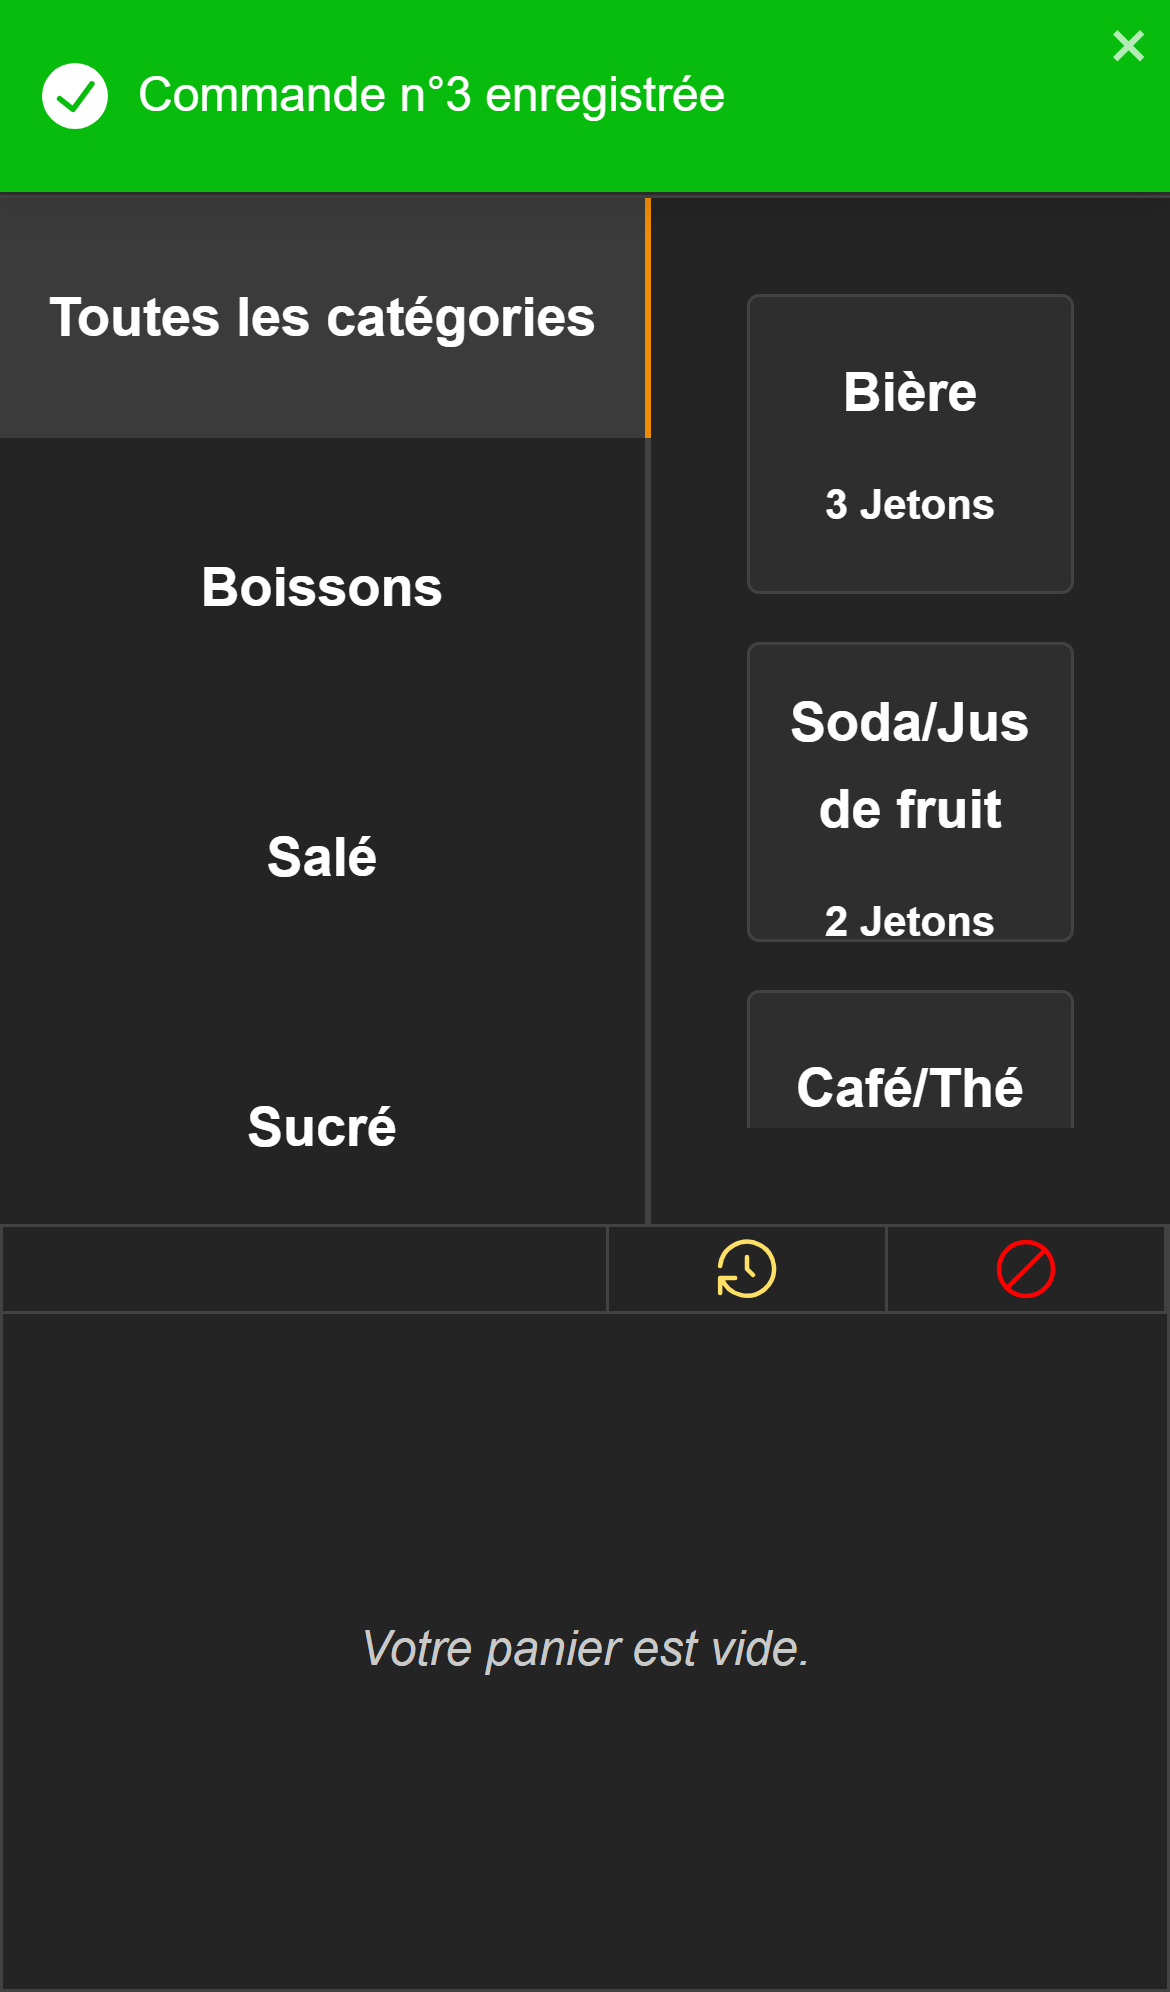 Commande n°3 enregistrée
Toutes les catégories
Boissons
Salé
Sucré
Bière
3 Jetons
Soda/Jus
de fruit
2 Jetons
Café/Thé
Votre panier est vide.